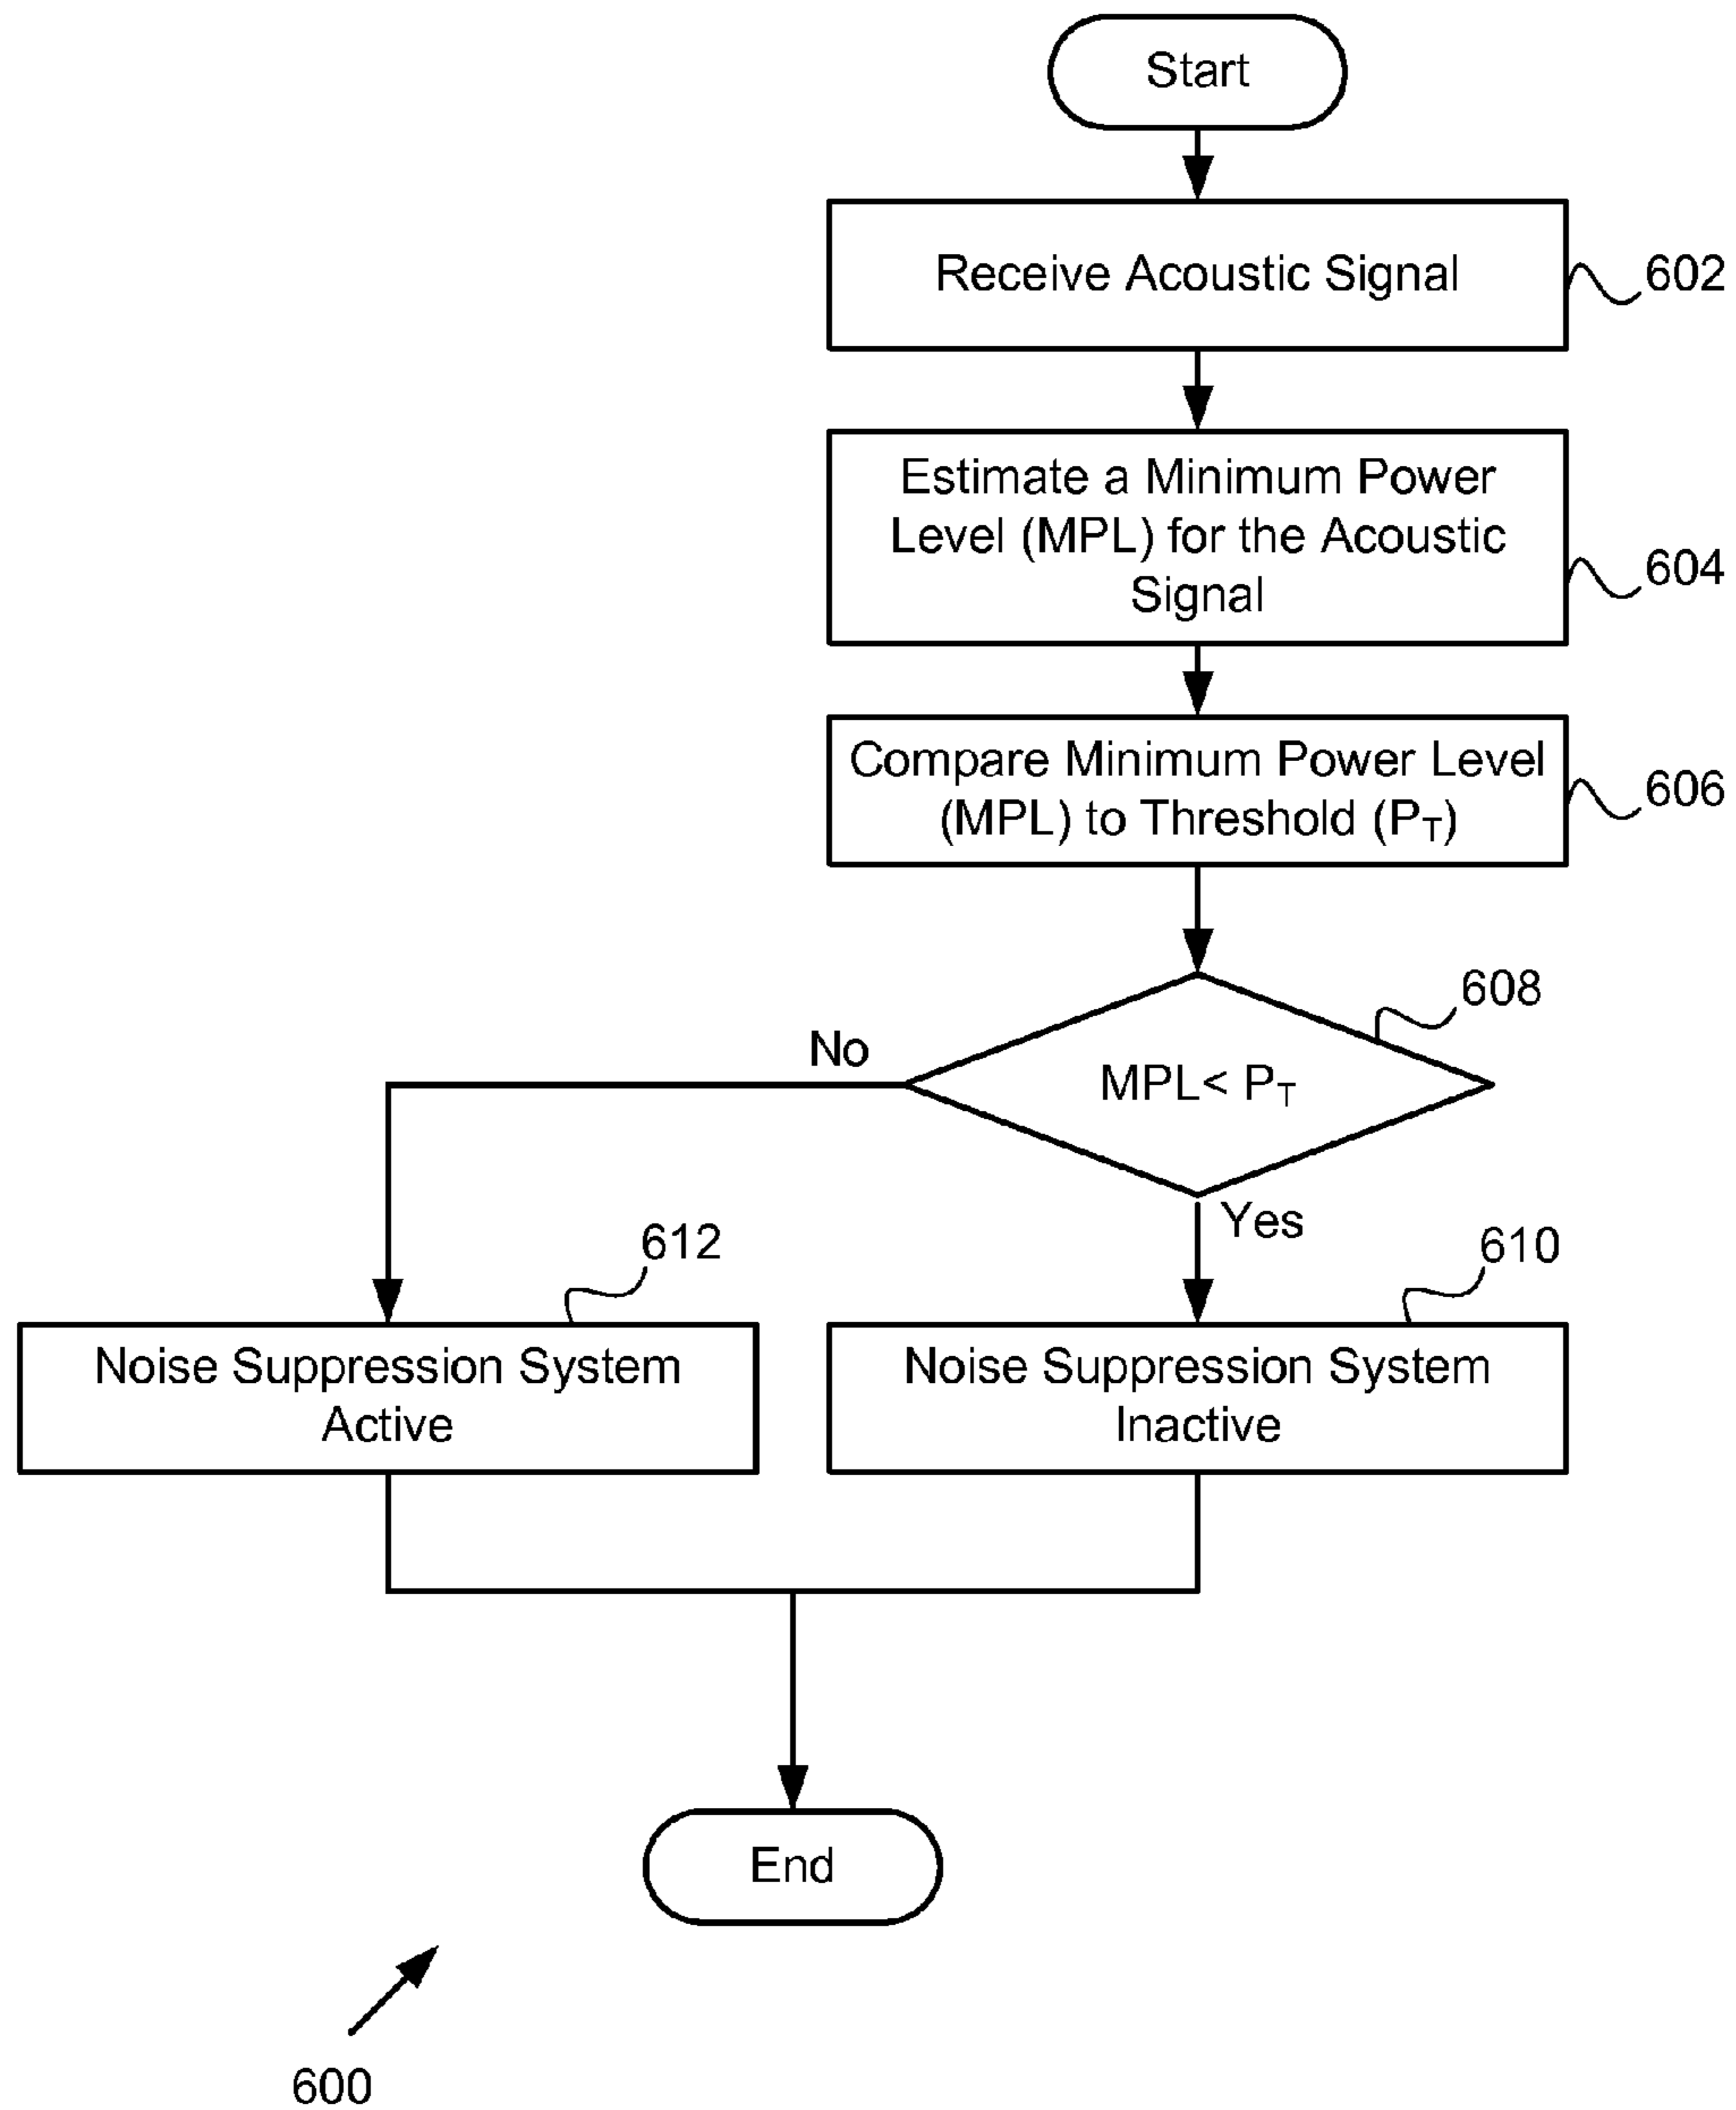 Start
Receive Acoustic Signal
602
Estimate a Minimum Power
Level (MPL) for the Acoustic
Signal
604
Compare Minimum Power Level
(MPL) to Threshold (PT)
606
608
No
MPL< PT
Yes
612
610
Noise Suppression System
Active
Noise Suppression System
Inactive
End
600